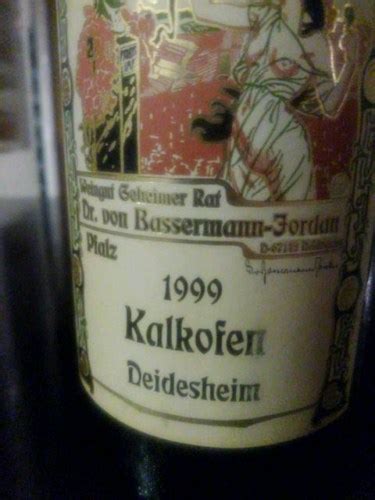 Weingut Geheimer Rat
Dr. von Bassermann-Jordan
Pfalz
1999
Kalkofen
Deidesheim